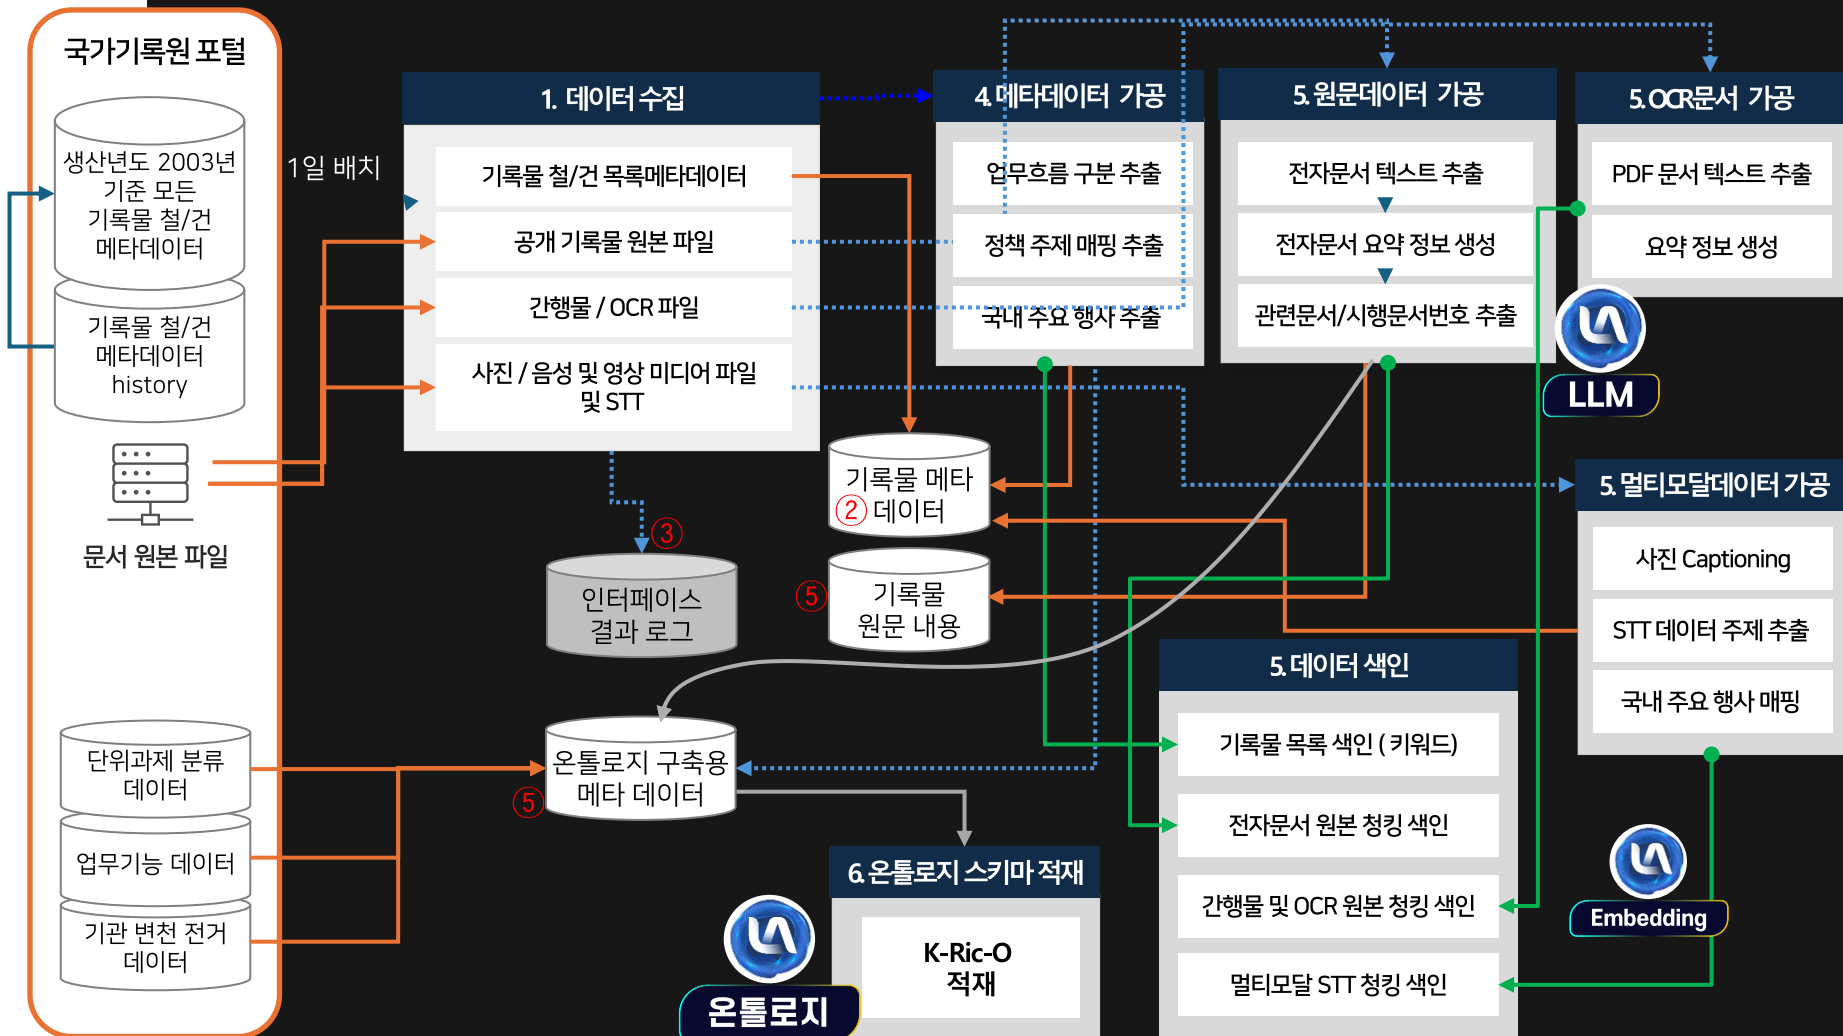 국가기록원 포털
생산년도 2003년
기준 모든
기록물 철/건
메타데이터
기록물 철/건
메타데이터
history
문서 원본 파일
단위과제 분류
데이터
업무기능 데이터
기관 변천 전거
데이터
1일 배치
1. 데이터 수집
기록물 철/건 목록메타데이터
공개 기록물 원본 파일
간행물 / OCR 파일
사진 / 음성 및 영상 미디어 파일
및 STT
4.메타데이터 가공
업무흐름 구분 추출
정책 주제 매핑 추출
국내 주요 행사 추출
5.원문데이터 가공
전자문서 텍스트 추출
전자문서 요약 정보 생성
관련문서/시행문서번호 추출
5.OCR문서 가공
PDF 문서 텍스트 추출
요약 정보 생성
LLM
기록물 메타
② 데이터
③
인터페이스
결과 로그
⑤
기록물
원문 내용
5.멀티모달데이터 가공
사진 Captioning
STT 데이터 주제 추출
국내 주요 행사 매핑
온톨로지 구축용
메타 데이터
⑤
5.데이터 색인
기록물 목록 색인 ( 키워드)
전자문서 원본 청킹 색인
간행물 및 OCR 원본 청킹 색인
멀티모달 STT 청킹 색인
Embedding
6.온톨로지 스키마 적재
K-Ric-O
적재
온톨로지